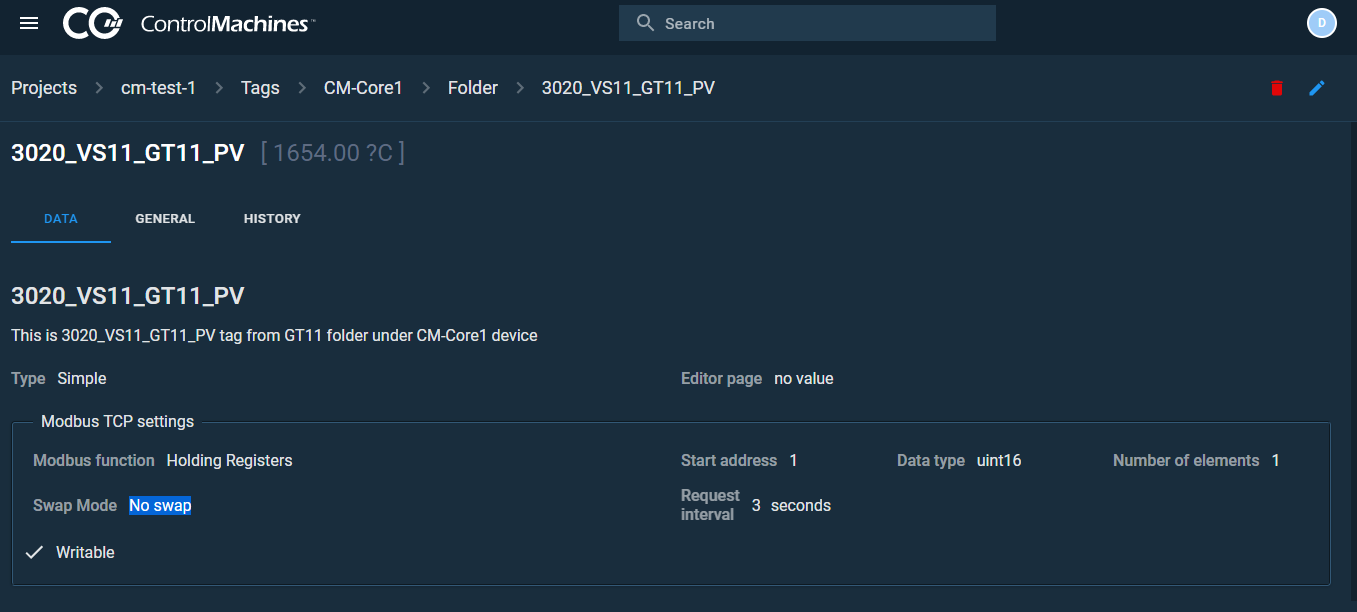 ControlMachines™
Search
D
Projects > cm-test-1 > Tags > CM-Core1 > Folder > 3020_VS11_GT11_PV
3020_VS11_GT11_PV [ 1654.00 ?C ]
DATA GENERAL HISTORY
3020_VS11_GT11_PV
This is 3020_VS11_GT11_PV tag from GT11 folder under CM-Core1 device
Type Simple Editor page no value
Modbus TCP settings
Modbus function Holding Registers Start address 1 Data type uint16 Number of elements 1
Swap Mode No swap Request interval 3 seconds
Writable